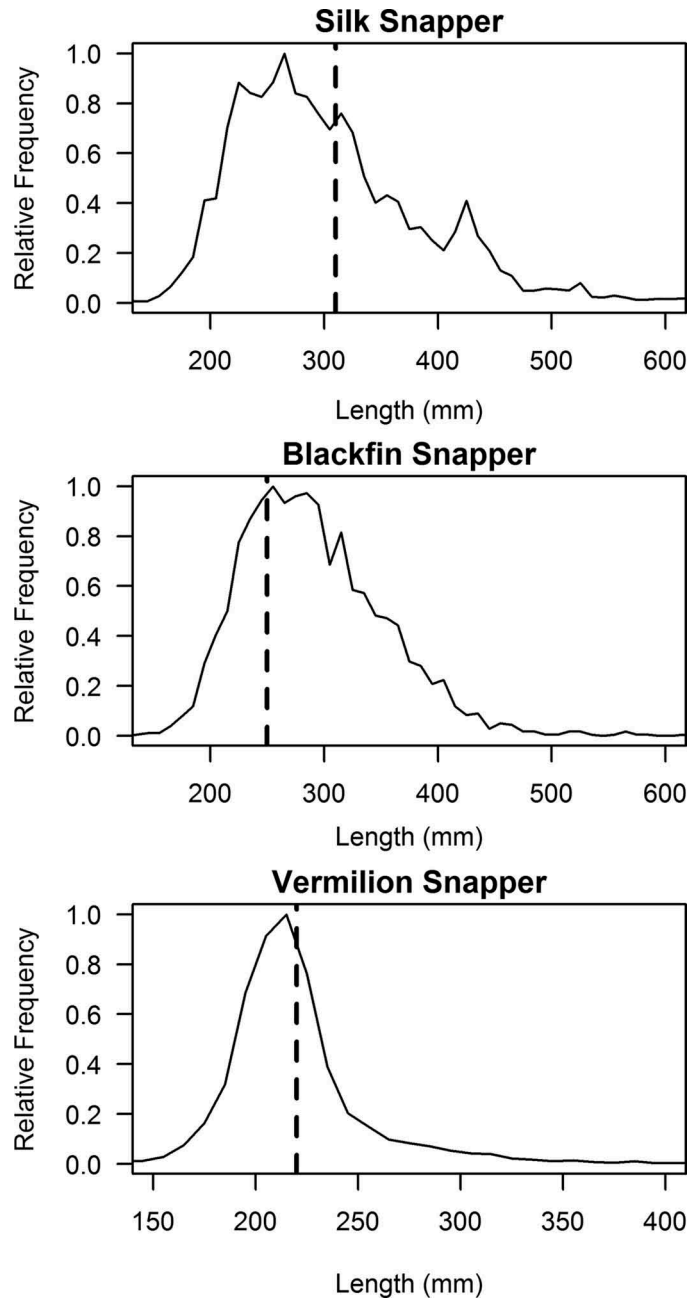 Silk Snapper
Relative Frequency
1.0
0.8
0.6
0.4
0.2
0.0
200 300 400 500 600
Length (mm)
Blackfin Snapper
Relative Frequency
1.0
0.8
0.6
0.4
0.2
0.0
200 300 400 500 600
Length (mm)
Vermilion Snapper
Relative Frequency
1.0
0.8
0.6
0.4
0.2
0.0
150 200 250 300 350 400
Length (mm)